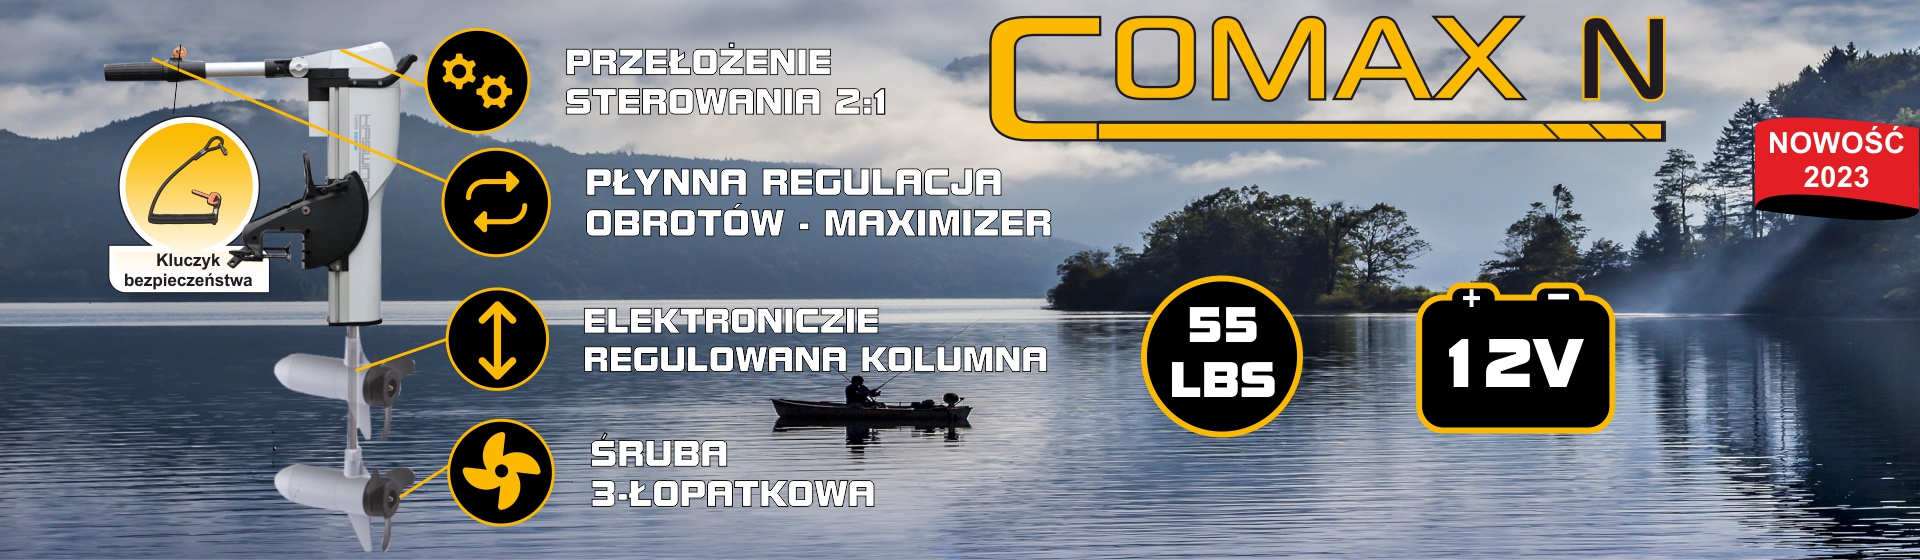 COMAX N
NOWOŚĆ
2023
PRZEŁOŻENIE
STEROWANIA 2:1
PŁYNNA REGULACJA
OBROTÓW - MAXIMIZER
Kluczyk
bezpieczeństwa
ELEKTRONICZIE
REGULOWANA KOLUMNA
55
LBS
+ −
12V
ŚRUBA
3-ŁOPATKOWA